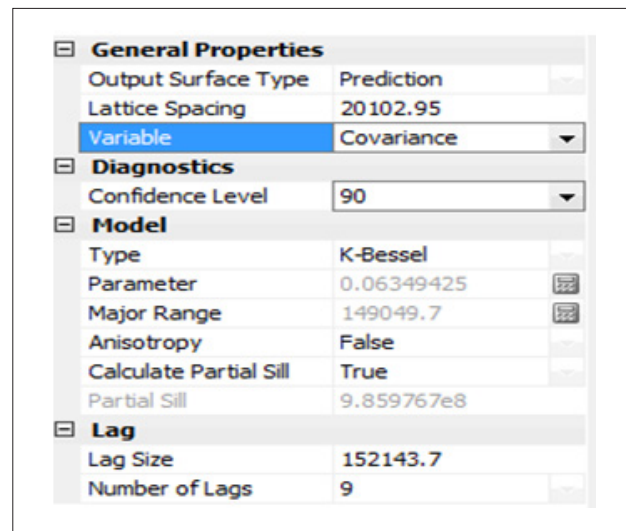 General Properties
Output Surface Type Prediction
Lattice Spacing 20102.95
Variable Covariance
Diagnostics
Confidence Level 90
Model
Type K-Bessel
Parameter 0.06349425
Major Range 149049.7
Anisotropy False
Calculate Partial Sill True
Partial Sill 9.859767e8
Lag
Lag Size 152143.7
Number of Lags 9